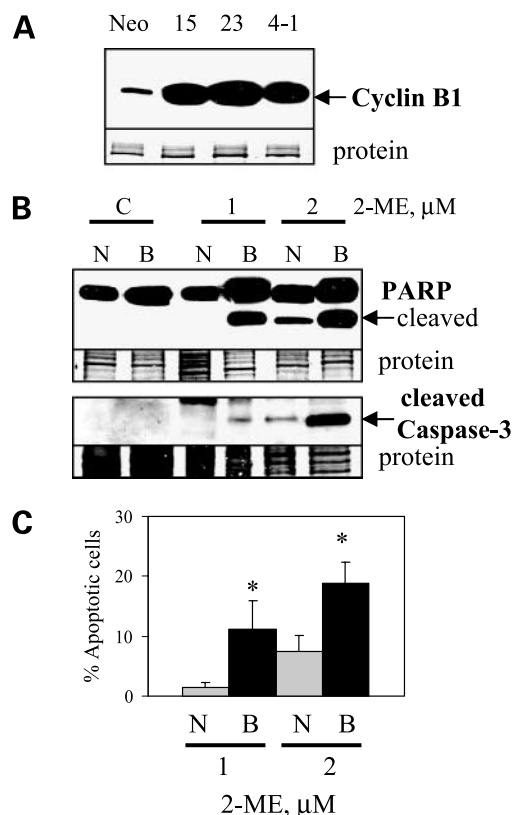 A
Neo 15 23 4-1
Cyclin B1
protein
B
C 1 2 2-ME, μM
N B N B N B
PARP
cleaved
protein
cleaved
Caspase-3
protein
C
% Apoptotic cells
30
20
10
0
* *
N B N B
1 2
2-ME, μM